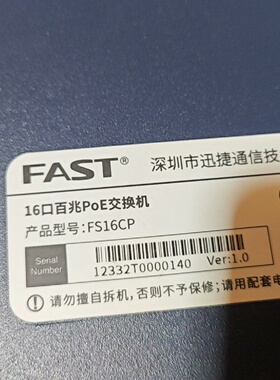 FAST® 深圳市迅捷通信技
16口百兆PoE交换机
产品型号:FS16CP
Serial Number
12332T0000140 Ver:1.0
请勿擅自拆机,否则不予保修;请用配套电